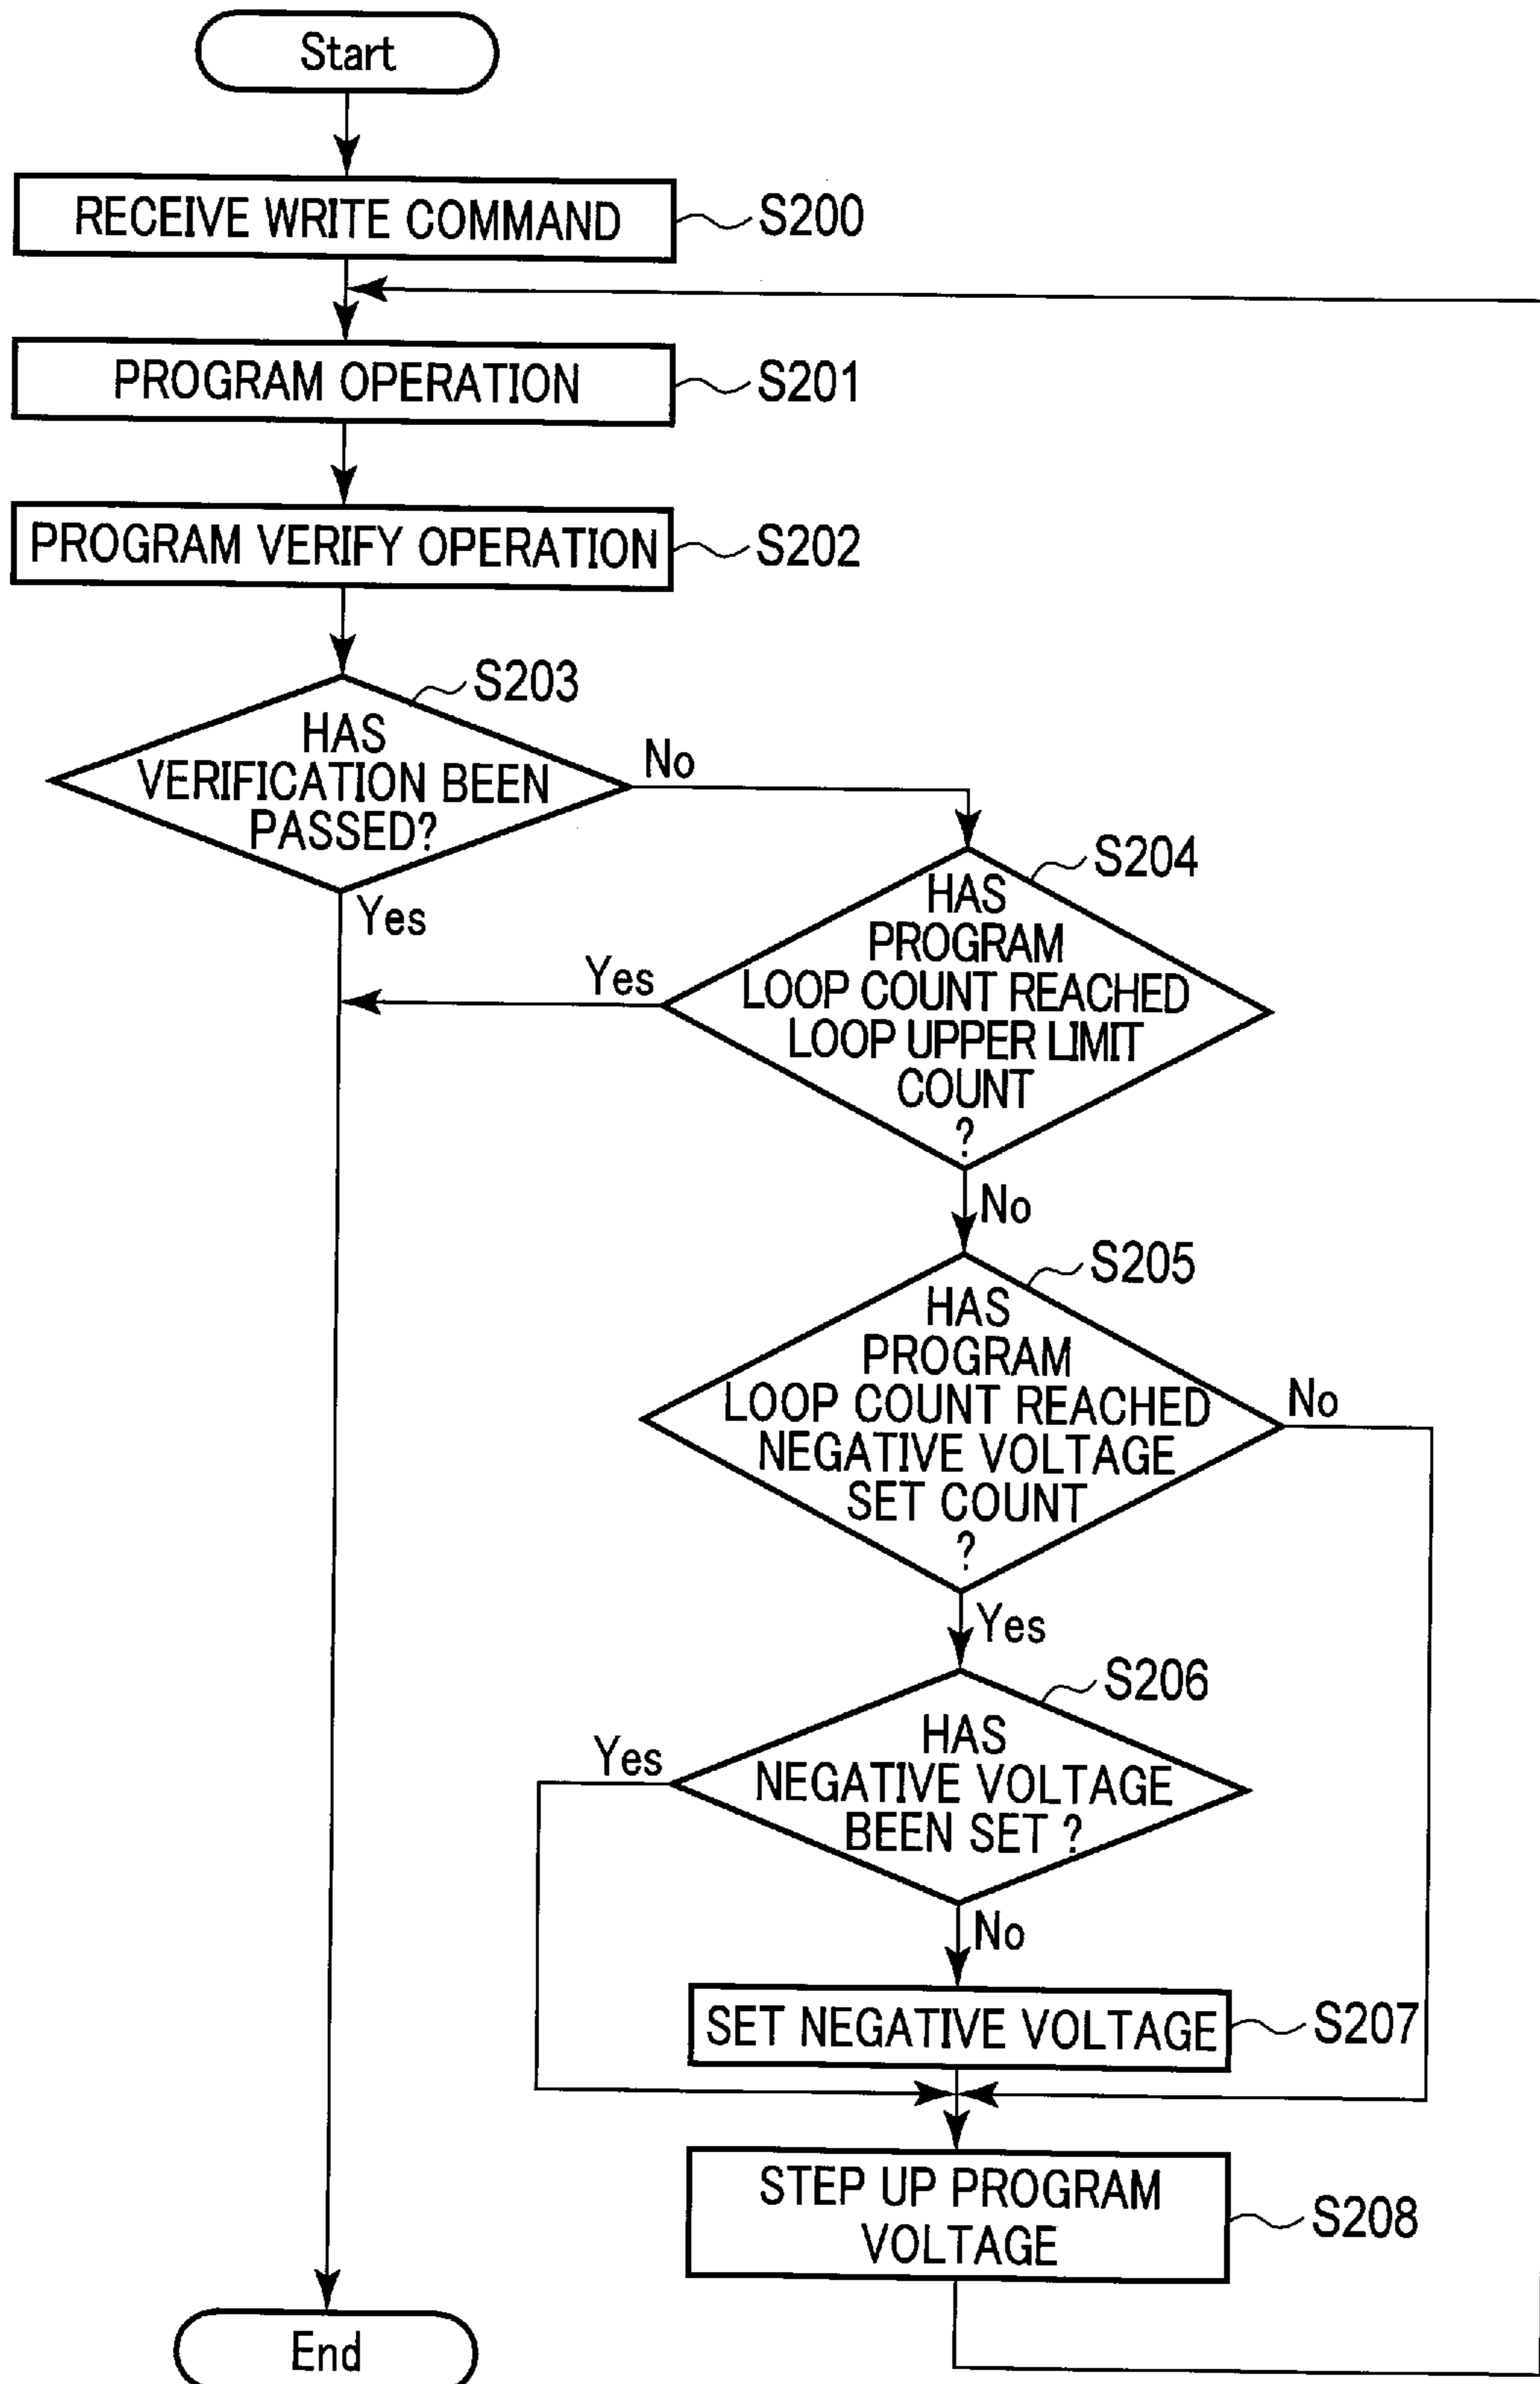 Start
RECEIVE WRITE COMMAND
S200
PROGRAM OPERATION
S201
PROGRAM VERIFY OPERATION
S202
S203
HAS
VERIFICATION BEEN
PASSED?
No
Yes
S204
HAS
PROGRAM
LOOP COUNT REACHED
LOOP UPPER LIMIT
COUNT
?
Yes
No
S205
HAS
PROGRAM
LOOP COUNT REACHED
NEGATIVE VOLTAGE
SET COUNT
?
No
Yes
S206
HAS
NEGATIVE VOLTAGE
BEEN SET ?
Yes
No
SET NEGATIVE VOLTAGE
S207
STEP UP PROGRAM
VOLTAGE
S208
End